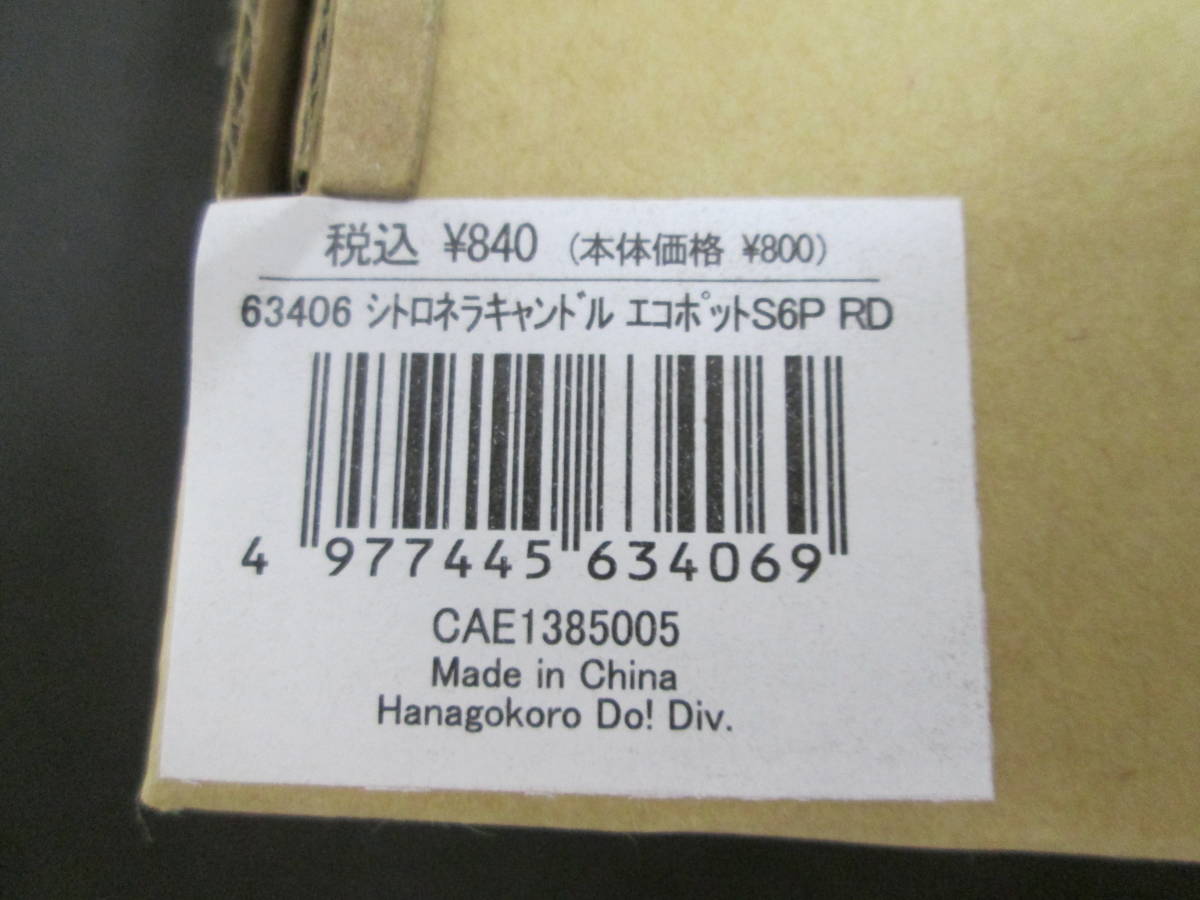 税込 ¥840 (本体価格 ¥800)
63406 ｼﾄﾛﾈﾗｷｬﾝﾄﾞﾙ ｴｺﾎﾟｯﾄS6P RD
4 977445 634069
CAE1385005
Made in China
Hanagokoro Do! Div.